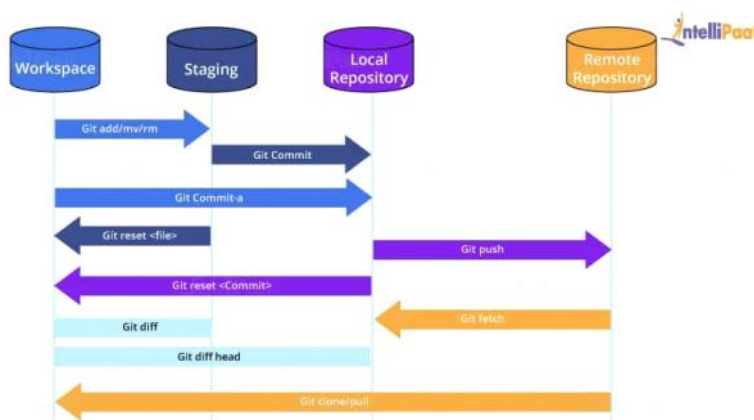 IntelliPaat
Workspace
Staging
Local
Repository
Remote
Repository
Git add/mv/rm
Git Commit
Git Commit-a
Git reset <file>
Git push
Git reset <Commit>
Git fetch
Git diff
Git diff head
Git clone/pull